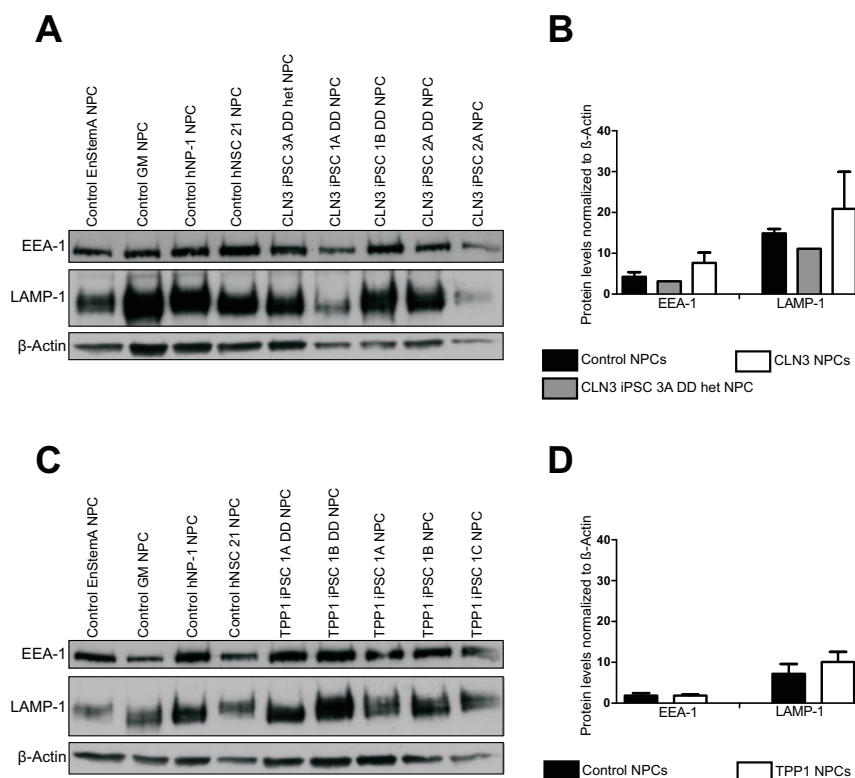 A
Control EnStemA NPC
Control GM NPC
Control hNP-1 NPC
Control hNSC 21 NPC
CLN3 iPSC 3A DD het NPC
CLN3 iPSC 1A DD NPC
CLN3 iPSC 1B DD NPC
CLN3 iPSC 2A DD NPC
CLN3 iPSC 2A NPC
EEA-1
LAMP-1
β-Actin
B
Protein levels normalized to ß-Actin
40
30
20
10
0
EEA-1
LAMP-1
Control NPCs
CLN3 NPCs
CLN3 iPSC 3A DD het NPC
C
Control EnStemA NPC
Control GM NPC
Control hNP-1 NPC
Control hNSC 21 NPC
TPP1 iPSC 1A DD NPC
TPP1 iPSC 1B DD NPC
TPP1 iPSC 1A NPC
TPP1 iPSC 1B NPC
TPP1 iPSC 1C NPC
EEA-1
LAMP-1
β-Actin
D
Protein levels normalized to ß-Actin
40
30
20
10
0
EEA-1
LAMP-1
Control NPCs
TPP1 NPCs